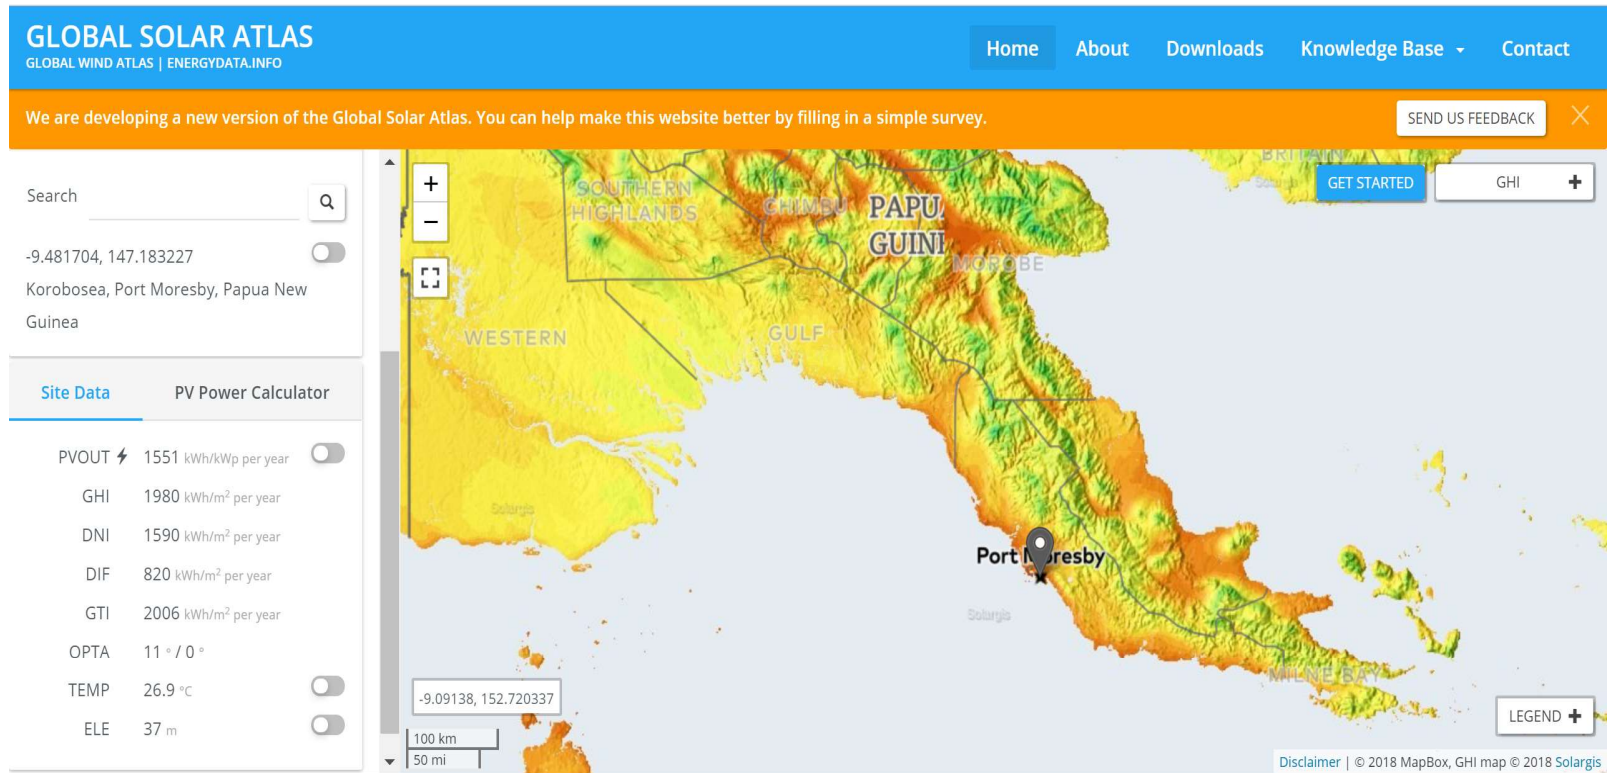 GLOBAL SOLAR ATLAS
GLOBAL WIND ATLAS | ENERGYDATA.INFO
Home About Downloads Knowledge Base Contact
We are developing a new version of the Global Solar Atlas. You can help make this website better by filling in a simple survey.
SEND US FEEDBACK
Search
-9.481704, 147.183227
Korobosea, Port Moresby, Papua New
Guinea
Site Data PV Power Calculator
PVOUT 1551 kWh/kWp per year
GHI 1980 kWh/m² per year
DNI 1590 kWh/m² per year
DIF 820 kWh/m² per year
GTI 2006 kWh/m² per year
OPTA 11 ° / 0 °
TEMP 26.9 °C
ELE 37 m
+
−
BRITAIN
Solargis
GET STARTED
GHI +
SOUTHERN
HIGHLANDS
CHIMBU
PAPU
GUIN
MOROBE
WESTERN
GULF
Solargis
Port Moresby
Solargis
MILNE BAY
-9.09138, 152.720337
100 km
50 mi
LEGEND +
Disclaimer | © 2018 MapBox, GHI map © 2018 Solargis